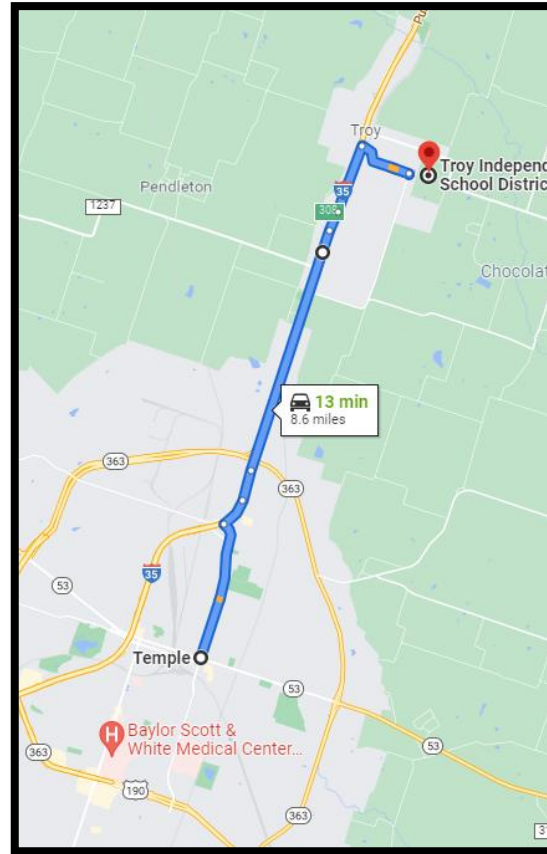 Troy
Troy Independ
School Distric
Pendleton
1237
35
308
Chocolat
13 min
8.6 miles
363
363
35
53
Temple
53
H
Baylor Scott &
White Medical Center...
53
363
190
363